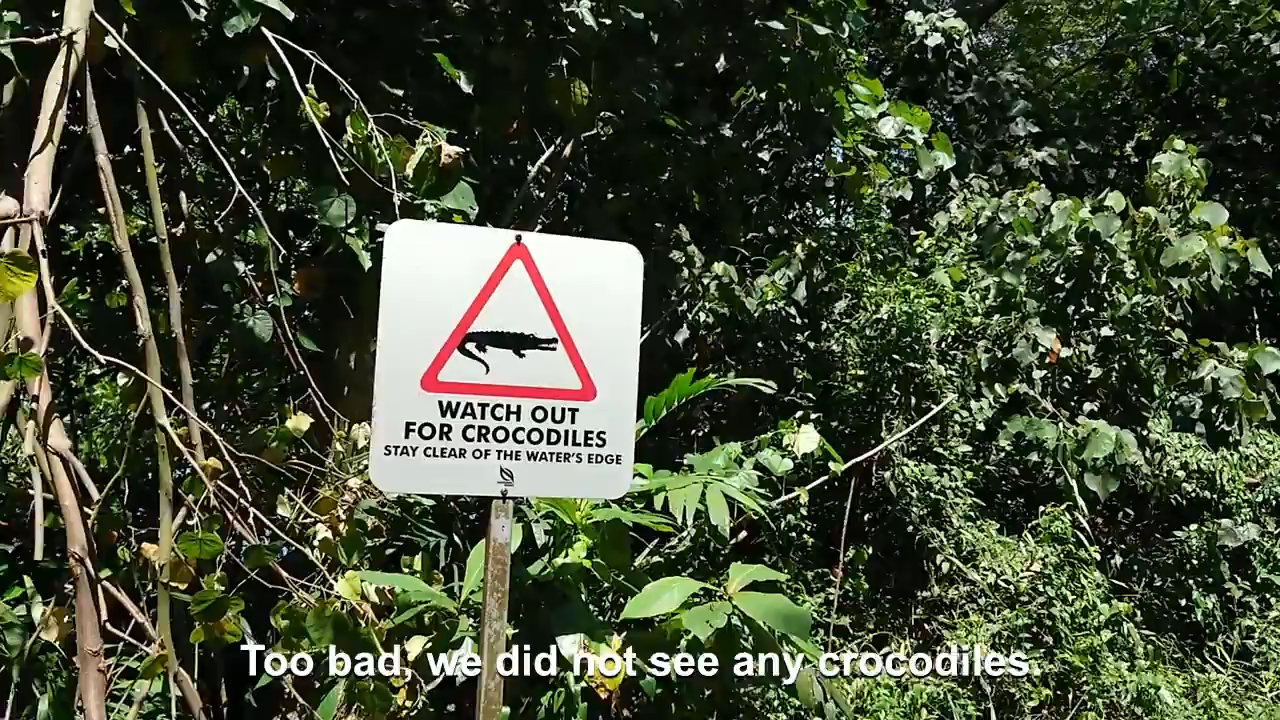 WATCH OUT
FOR CROCODILES
STAY CLEAR OF THE WATER'S EDGE
Too bad, we did not see any crocodiles